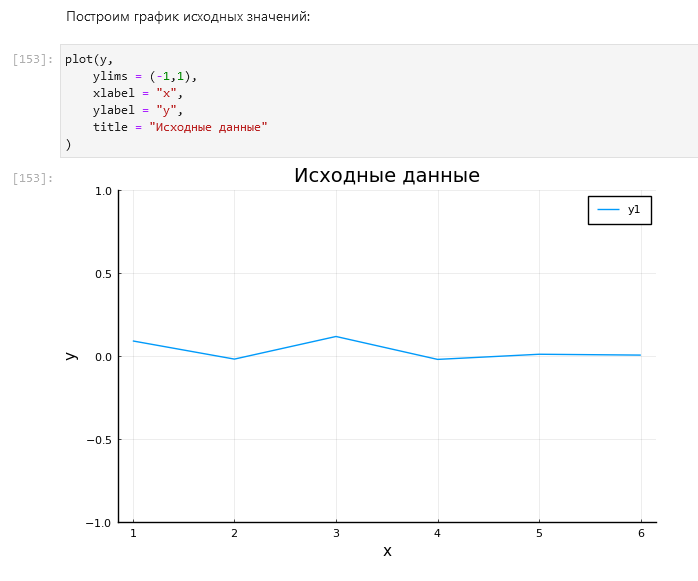 Построим график исходных значений:
[153]: plot(y,
ylims = (-1,1),
xlabel = "x",
ylabel = "y",
title = "Исходные данные"
)
[153]:
Исходные данные
y1
1.0
0.5
0.0
−0.5
−1.0
y
1 2 3 4 5 6
x